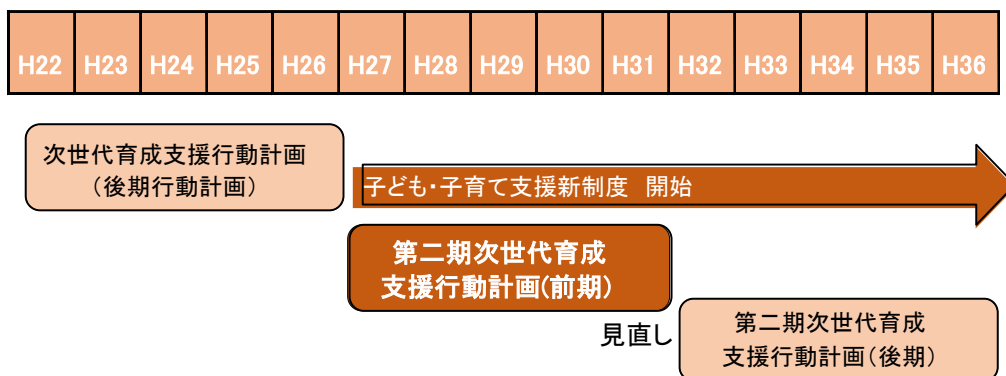 H22 H23 H24 H25 H26 H27 H28 H29 H30 H31 H32 H33 H34 H35 H36
次世代育成支援行動計画
（後期行動計画）
子ども・子育て支援新制度　開始
第二期次世代育成
支援行動計画(前期)
見直し
第二期次世代育成
支援行動計画(後期)